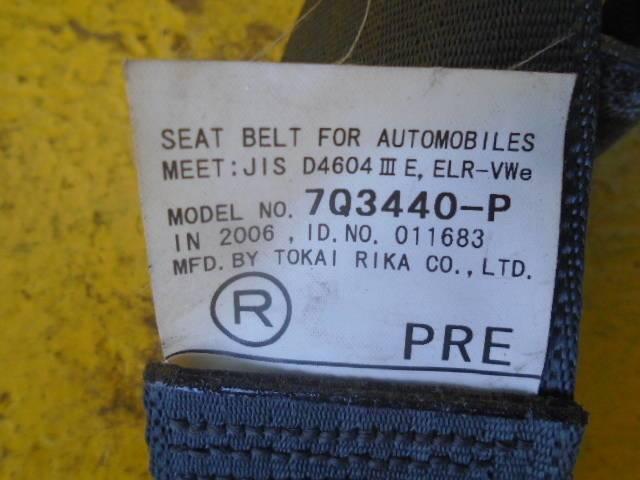 SEAT BELT FOR AUTOMOBILES
MEET:JIS D4604 Ⅲ E, ELR-VWe
MODEL NO. 7Q3440-P
IN 2006 , ID. NO. 011683
MFD. BY TOKAI RIKA CO., LTD.
R PRE